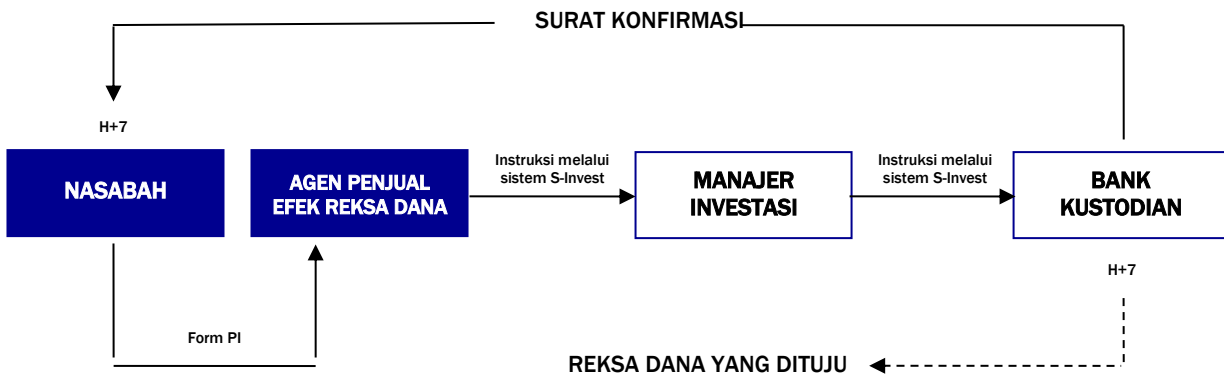 SURAT KONFIRMASI
H+7
NASABAH
AGEN PENJUAL
EFEK REKSA DANA
Instruksi melalui
sistem S-Invest
MANAJER
INVESTASI
Instruksi melalui
sistem S-Invest
BANK
KUSTODIAN
H+7
Form PI
REKSA DANA YANG DITUJU